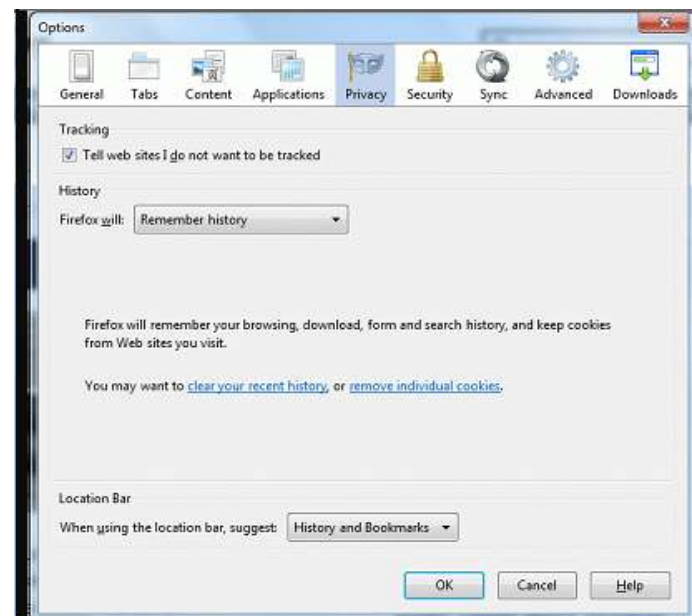 Options
General Tabs Content Applications Privacy Security Sync Advanced Downloads
Tracking
Tell web sites I do not want to be tracked
History
Firefox will: Remember history
Firefox will remember your browsing, download, form and search history, and keep cookies
from Web sites you visit.
You may want to clear your recent history, or remove individual cookies.
Location Bar
When using the location bar, suggest: History and Bookmarks
OK Cancel Help